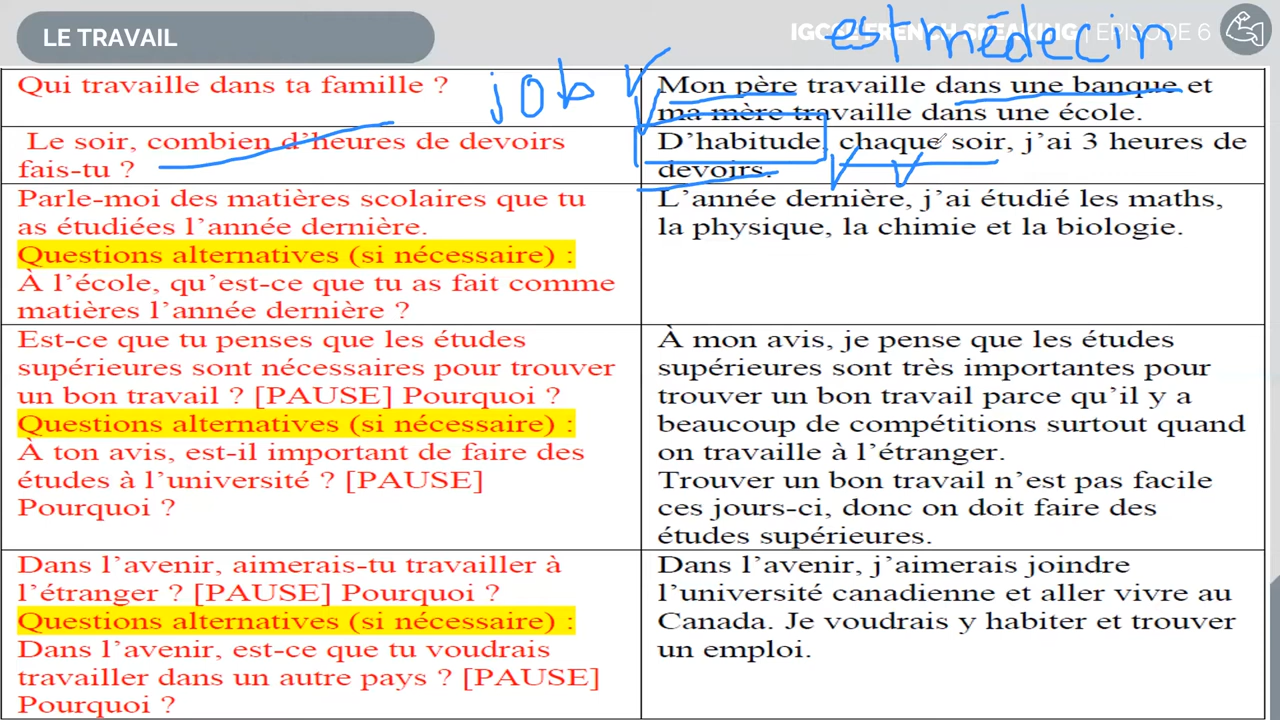 LE TRAVAIL
IGCSE FRENCH SPEAKING | EPISODE 6
est médecin
job
Qui travaille dans ta famille ?
Mon père travaille dans une banque et
ma mère travaille dans une école.
Le soir, combien d’heures de devoirs
fais-tu ?
D’habitude, chaque soir, j’ai 3 heures de
devoirs.
Parle-moi des matières scolaires que tu
as étudiées l’année dernière.
Questions alternatives (si nécessaire) :
À l’école, qu’est-ce que tu as fait comme
matières l’année dernière ?
L’année dernière, j’ai étudié les maths,
la physique, la chimie et la biologie.
Est-ce que tu penses que les études
supérieures sont nécessaires pour trouver
un bon travail ? [PAUSE] Pourquoi ?
Questions alternatives (si nécessaire) :
À ton avis, est-il important de faire des
études à l’université ? [PAUSE]
Pourquoi ?
À mon avis, je pense que les études
supérieures sont très importantes pour
trouver un bon travail parce qu’il y a
beaucoup de compétitions surtout quand
on travaille à l’étranger.
Trouver un bon travail n’est pas facile
ces jours-ci, donc on doit faire des
études supérieures.
Dans l’avenir, aimerais-tu travailler à
l’étranger ? [PAUSE] Pourquoi ?
Questions alternatives (si nécessaire) :
Dans l’avenir, est-ce que tu voudrais
travailler dans un autre pays ? [PAUSE]
Pourquoi ?
Dans l’avenir, j’aimerais joindre
l’université canadienne et aller vivre au
Canada. Je voudrais y habiter et trouver
un emploi.